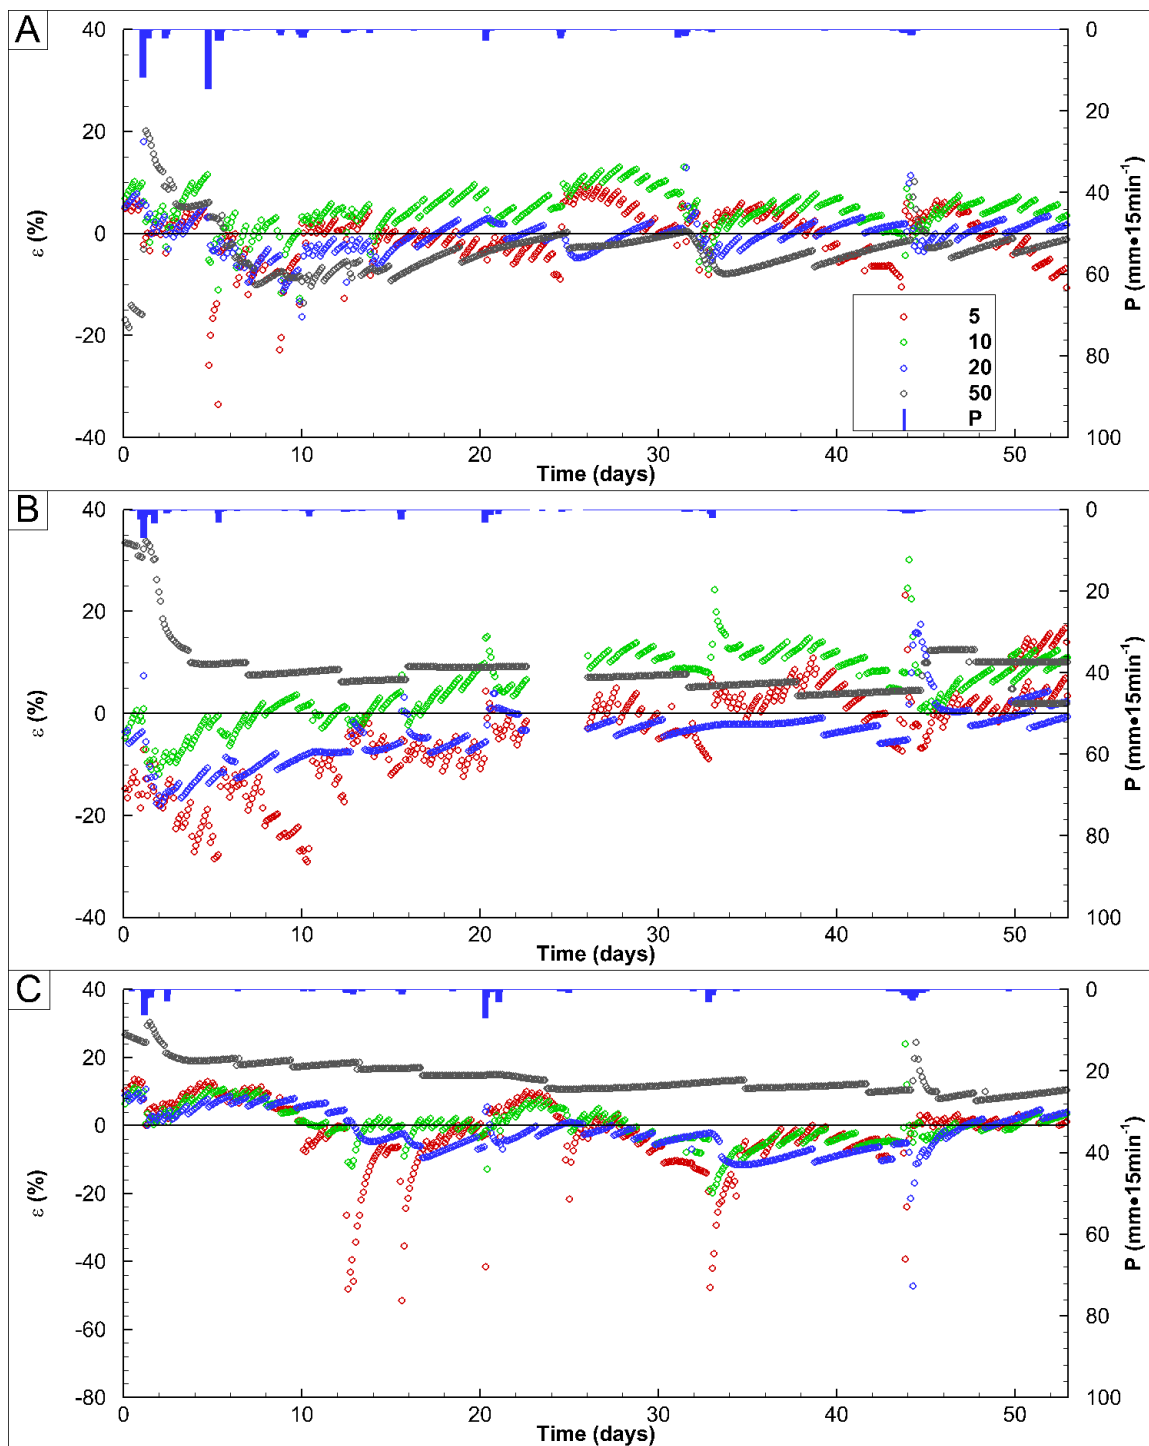 A
40 20 0 -20 -40
ε (%)
0 20 40 60 80 100
P (mm•15min⁻¹)
5
10
20
50
P
0 10 20 30 40 50
Time (days)
B
40 20 0 -20 -40
ε (%)
0 20 40 60 80 100
P (mm•15min⁻¹)
0 10 20 30 40 50
Time (days)
C
40 20 0 -20 -40 -60 -80
ε (%)
0 20 40 60 80 100
P (mm•15min⁻¹)
0 10 20 30 40 50
Time (days)